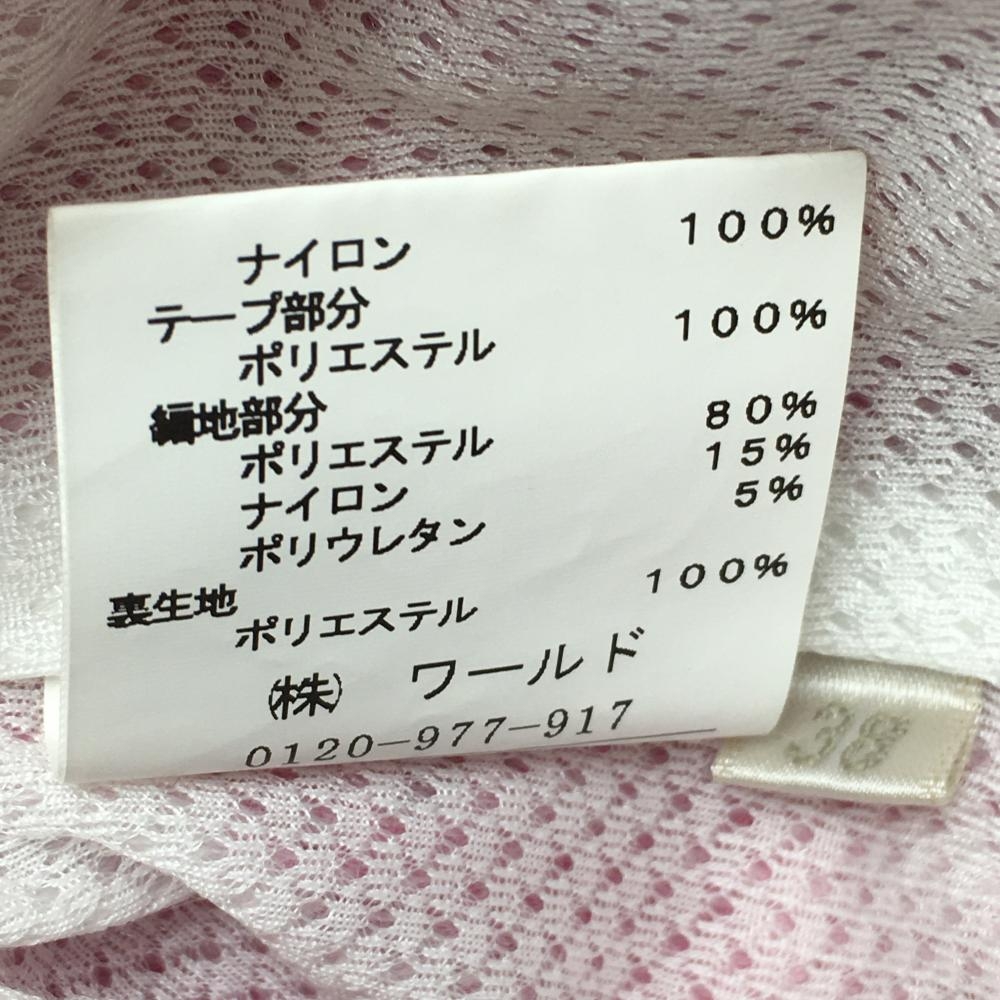 ナイロン 100%
テープ部分
ポリエステル 100%
編地部分
ポリエステル 80%
ナイロン 15%
ポリウレタン 5%
裏生地
ポリエステル 100%
(株) ワールド
0120-977-917
38